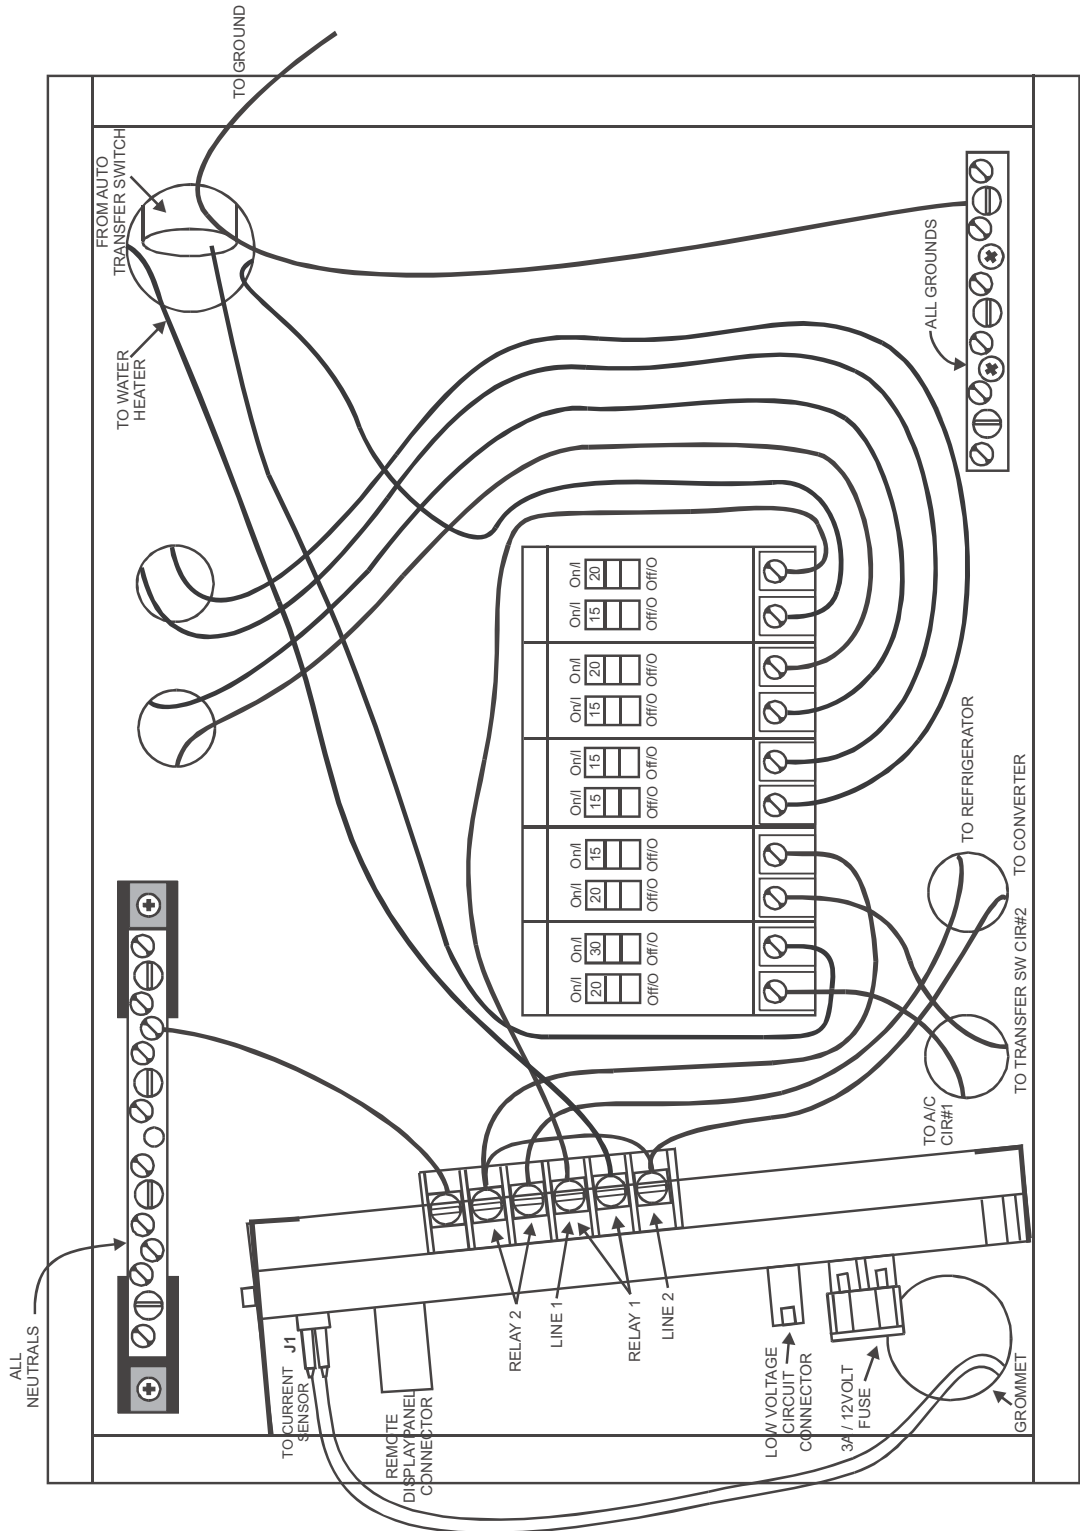 TO GROUND
FROM AUTO
TRANSFER SWITCH
TO WATER
HEATER
ALL GROUNDS
On/I
20
Off/O
On/I
15
Off/O
On/I
20
Off/O
On/I
15
Off/O
On/I
15
Off/O
On/I
15
Off/O
On/I
15
Off/O
On/I
20
Off/O
On/I
30
Off/O
On/I
20
Off/O
TO REFRIGERATOR
TO CONVERTER
TO TRANSFER SW CIR#2
TO A/C
CIR#1
ALL
NEUTRALS
J1
TO CURRENT
SENSOR
REMOTE
DISPLAYPANEL
CONNECTOR
RELAY 2
LINE 1
RELAY 1
LINE 2
LOW VOLTAGE
CIRCUIT
CONNECTOR
3A / 12VOLT
FUSE
GROMMET